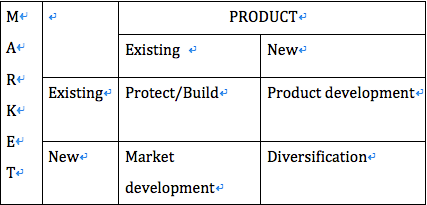 M
A
R
K
E
T
PRODUCT
Existing
New
Existing
Protect/Build
Product development
New
Market
development
Diversification